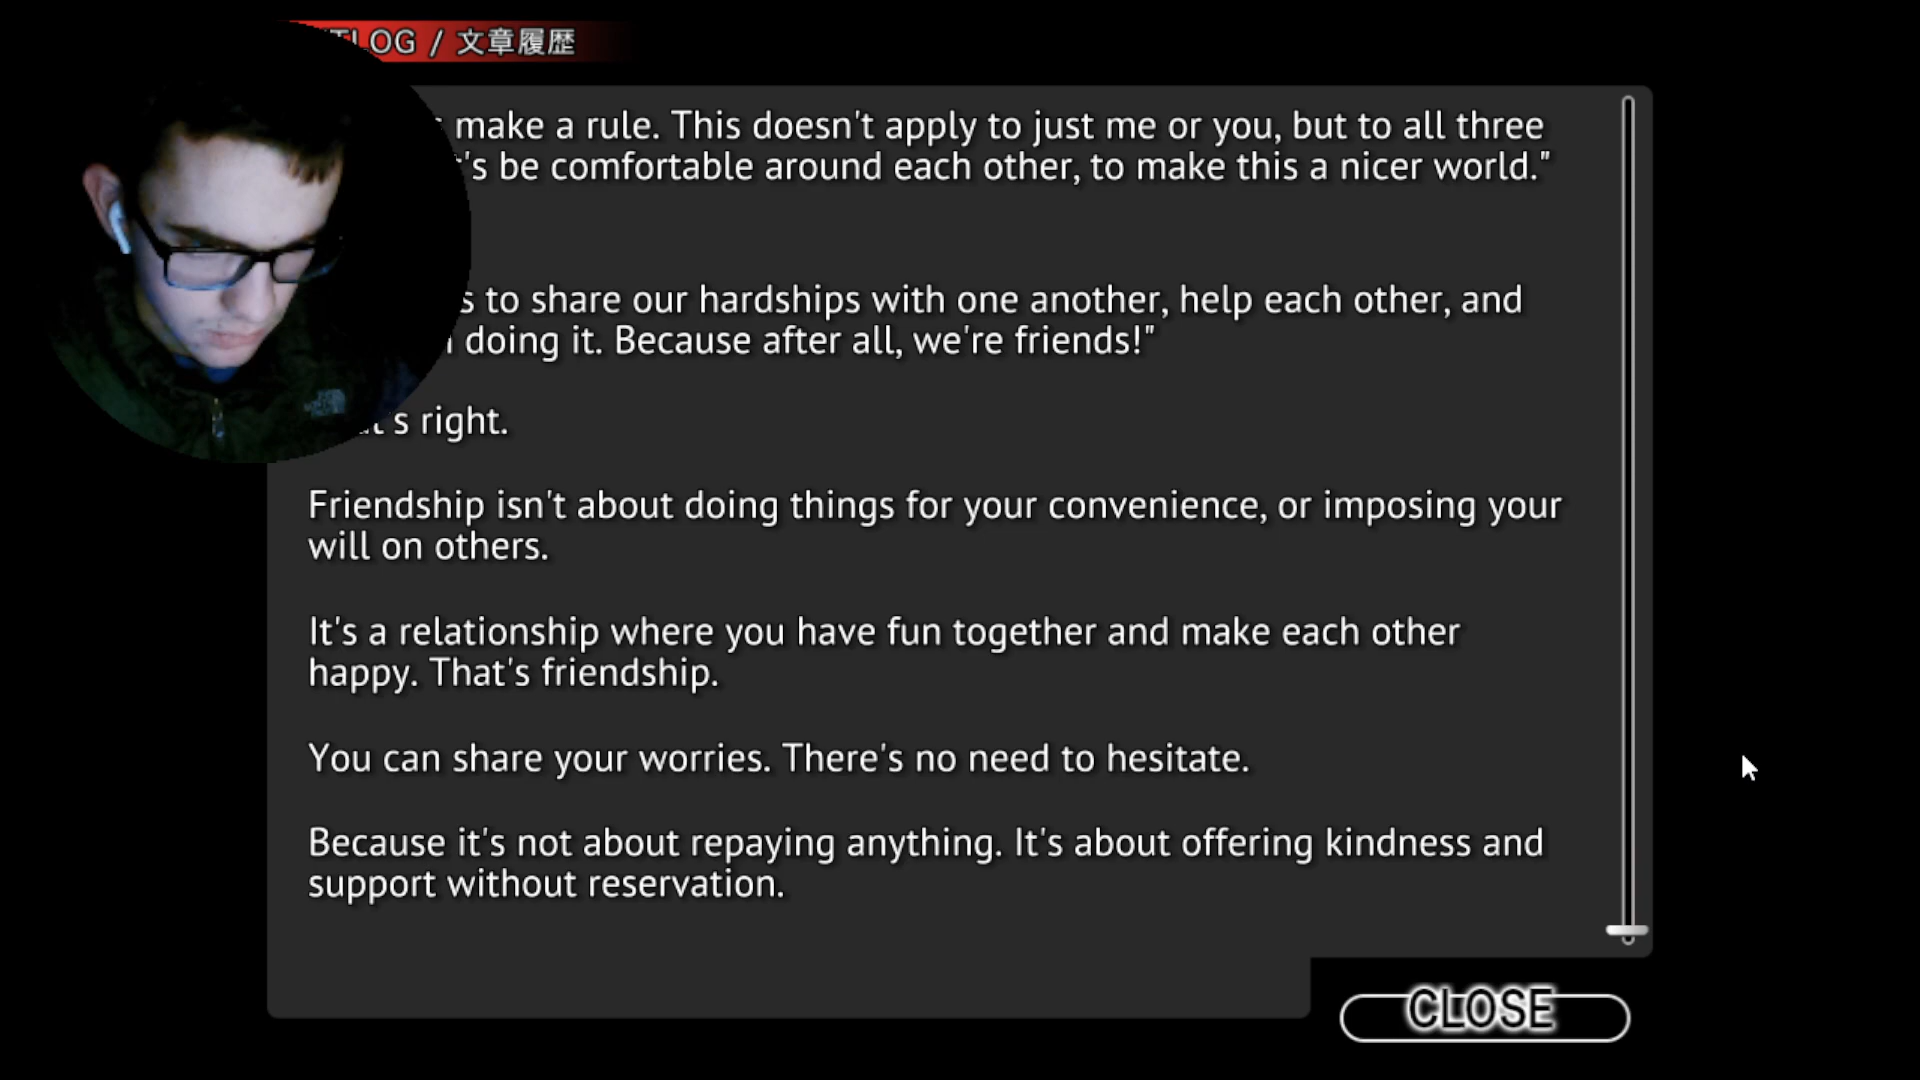 LOG / 文章履歴
make a rule. This doesn't apply to just me or you, but to all three
's be comfortable around each other, to make this a nicer world."
to share our hardships with one another, help each other, and
doing it. Because after all, we're friends!"
's right.
Friendship isn't about doing things for your convenience, or imposing your
will on others.
It's a relationship where you have fun together and make each other
happy. That's friendship.
You can share your worries. There's no need to hesitate.
Because it's not about repaying anything. It's about offering kindness and
support without reservation.
CLOSE